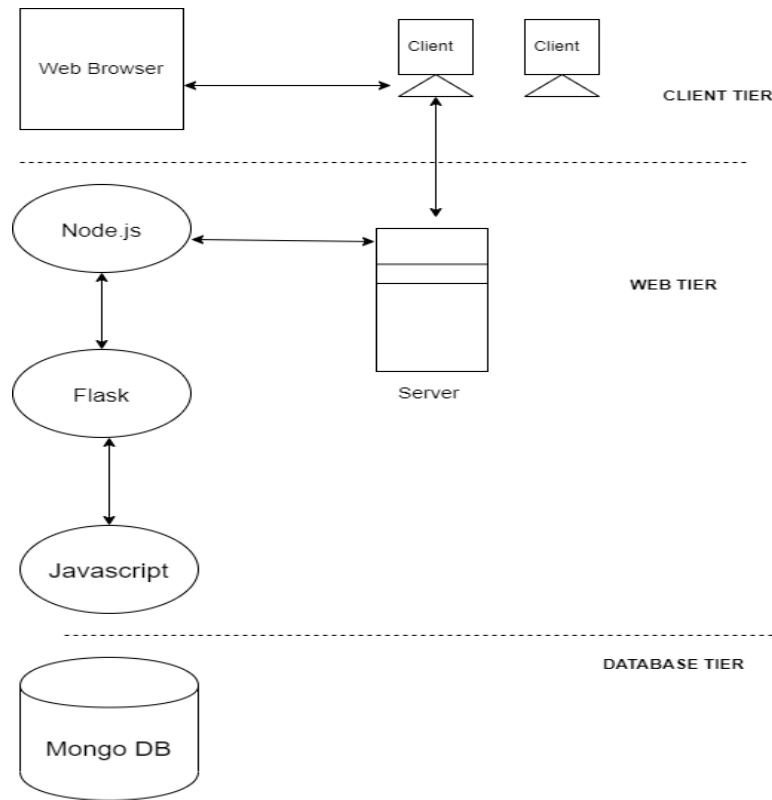 Web Browser
Client
Client
CLIENT TIER
Node.js
WEB TIER
Flask
Server
Javascript
DATABASE TIER
Mongo DB